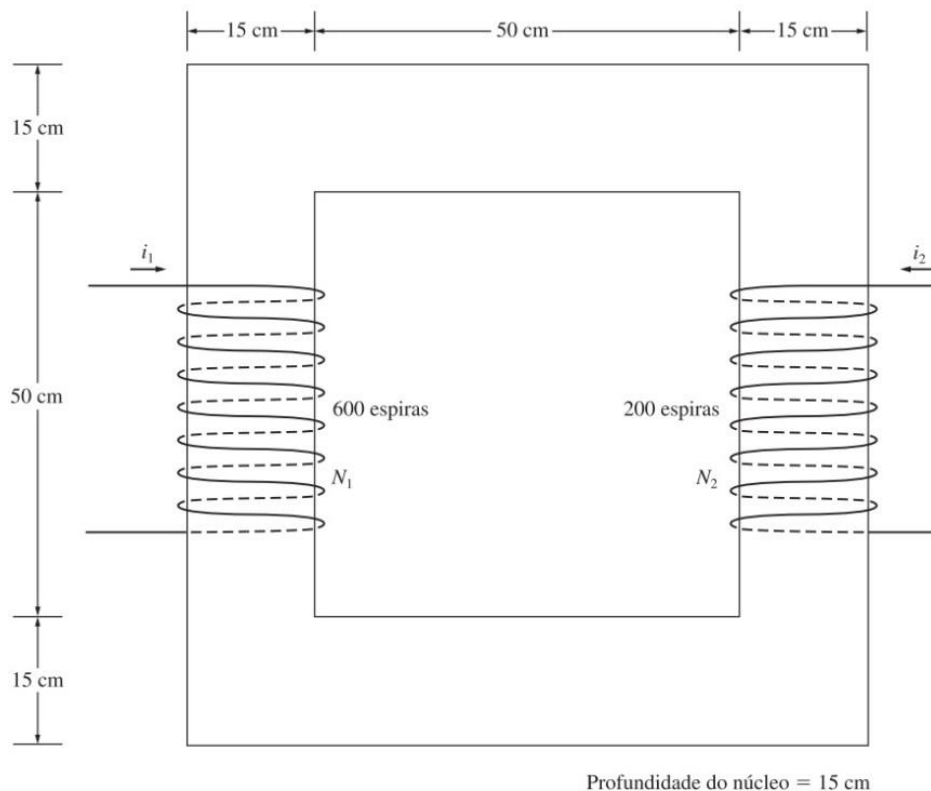 15 cm
50 cm
15 cm
15 cm
i₁
i₂
50 cm
600 espiras
200 espiras
N₁
N₂
15 cm
Profundidade do núcleo = 15 cm